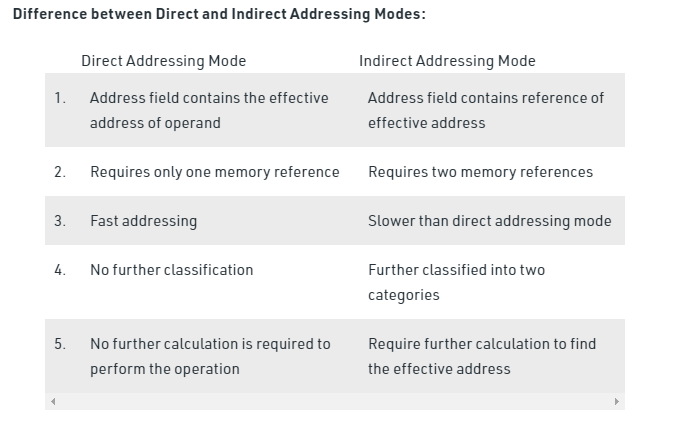 Difference between Direct and Indirect Addressing Modes:
Direct Addressing Mode Indirect Addressing Mode
1. Address field contains the effective Address field contains reference of
address of operand effective address
2. Requires only one memory reference Requires two memory references
3. Fast addressing Slower than direct addressing mode
4. No further classification Further classified into two
categories
5. No further calculation is required to Require further calculation to find
perform the operation the effective address